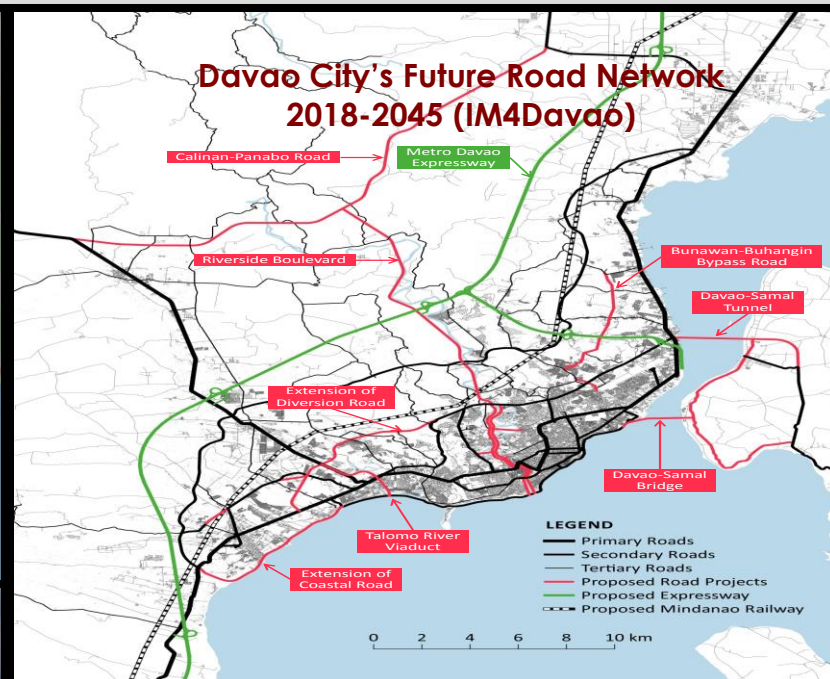 Davao City's Future Road Network
2018-2045 (IM4Davao)
Calinan-Panabo Road
Metro Davao
Expressway
Riverside Boulevard
Bunawan-Buhangin
Bypass Road
Davao-Samal
Tunnel
Extension of
Diversion Road
Davao-Samal
Bridge
Talomo River
Viaduct
Extension of
Coastal Road
LEGEND
Primary Roads
Secondary Roads
Tertiary Roads
Proposed Road Projects
Proposed Expressway
Proposed Mindanao Railway
0 2 4 6 8 10 km